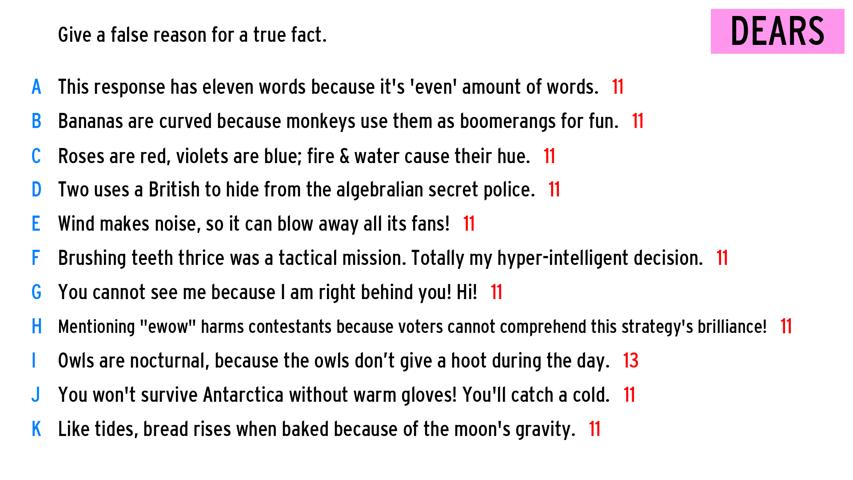 Give a false reason for a true fact.
DEARS
A This response has eleven words because it's 'even' amount of words. 11
B Bananas are curved because monkeys use them as boomerangs for fun. 11
C Roses are red, violets are blue; fire & water cause their hue. 11
D Two uses a British to hide from the algebralian secret police. 11
E Wind makes noise, so it can blow away all its fans! 11
F Brushing teeth thrice was a tactical mission. Totally my hyper-intelligent decision. 11
G You cannot see me because I am right behind you! Hi! 11
H Mentioning "ewow" harms contestants because voters cannot comprehend this strategy's brilliance! 11
I Owls are nocturnal, because the owls don’t give a hoot during the day. 13
J You won't survive Antarctica without warm gloves! You'll catch a cold. 11
K Like tides, bread rises when baked because of the moon's gravity. 11